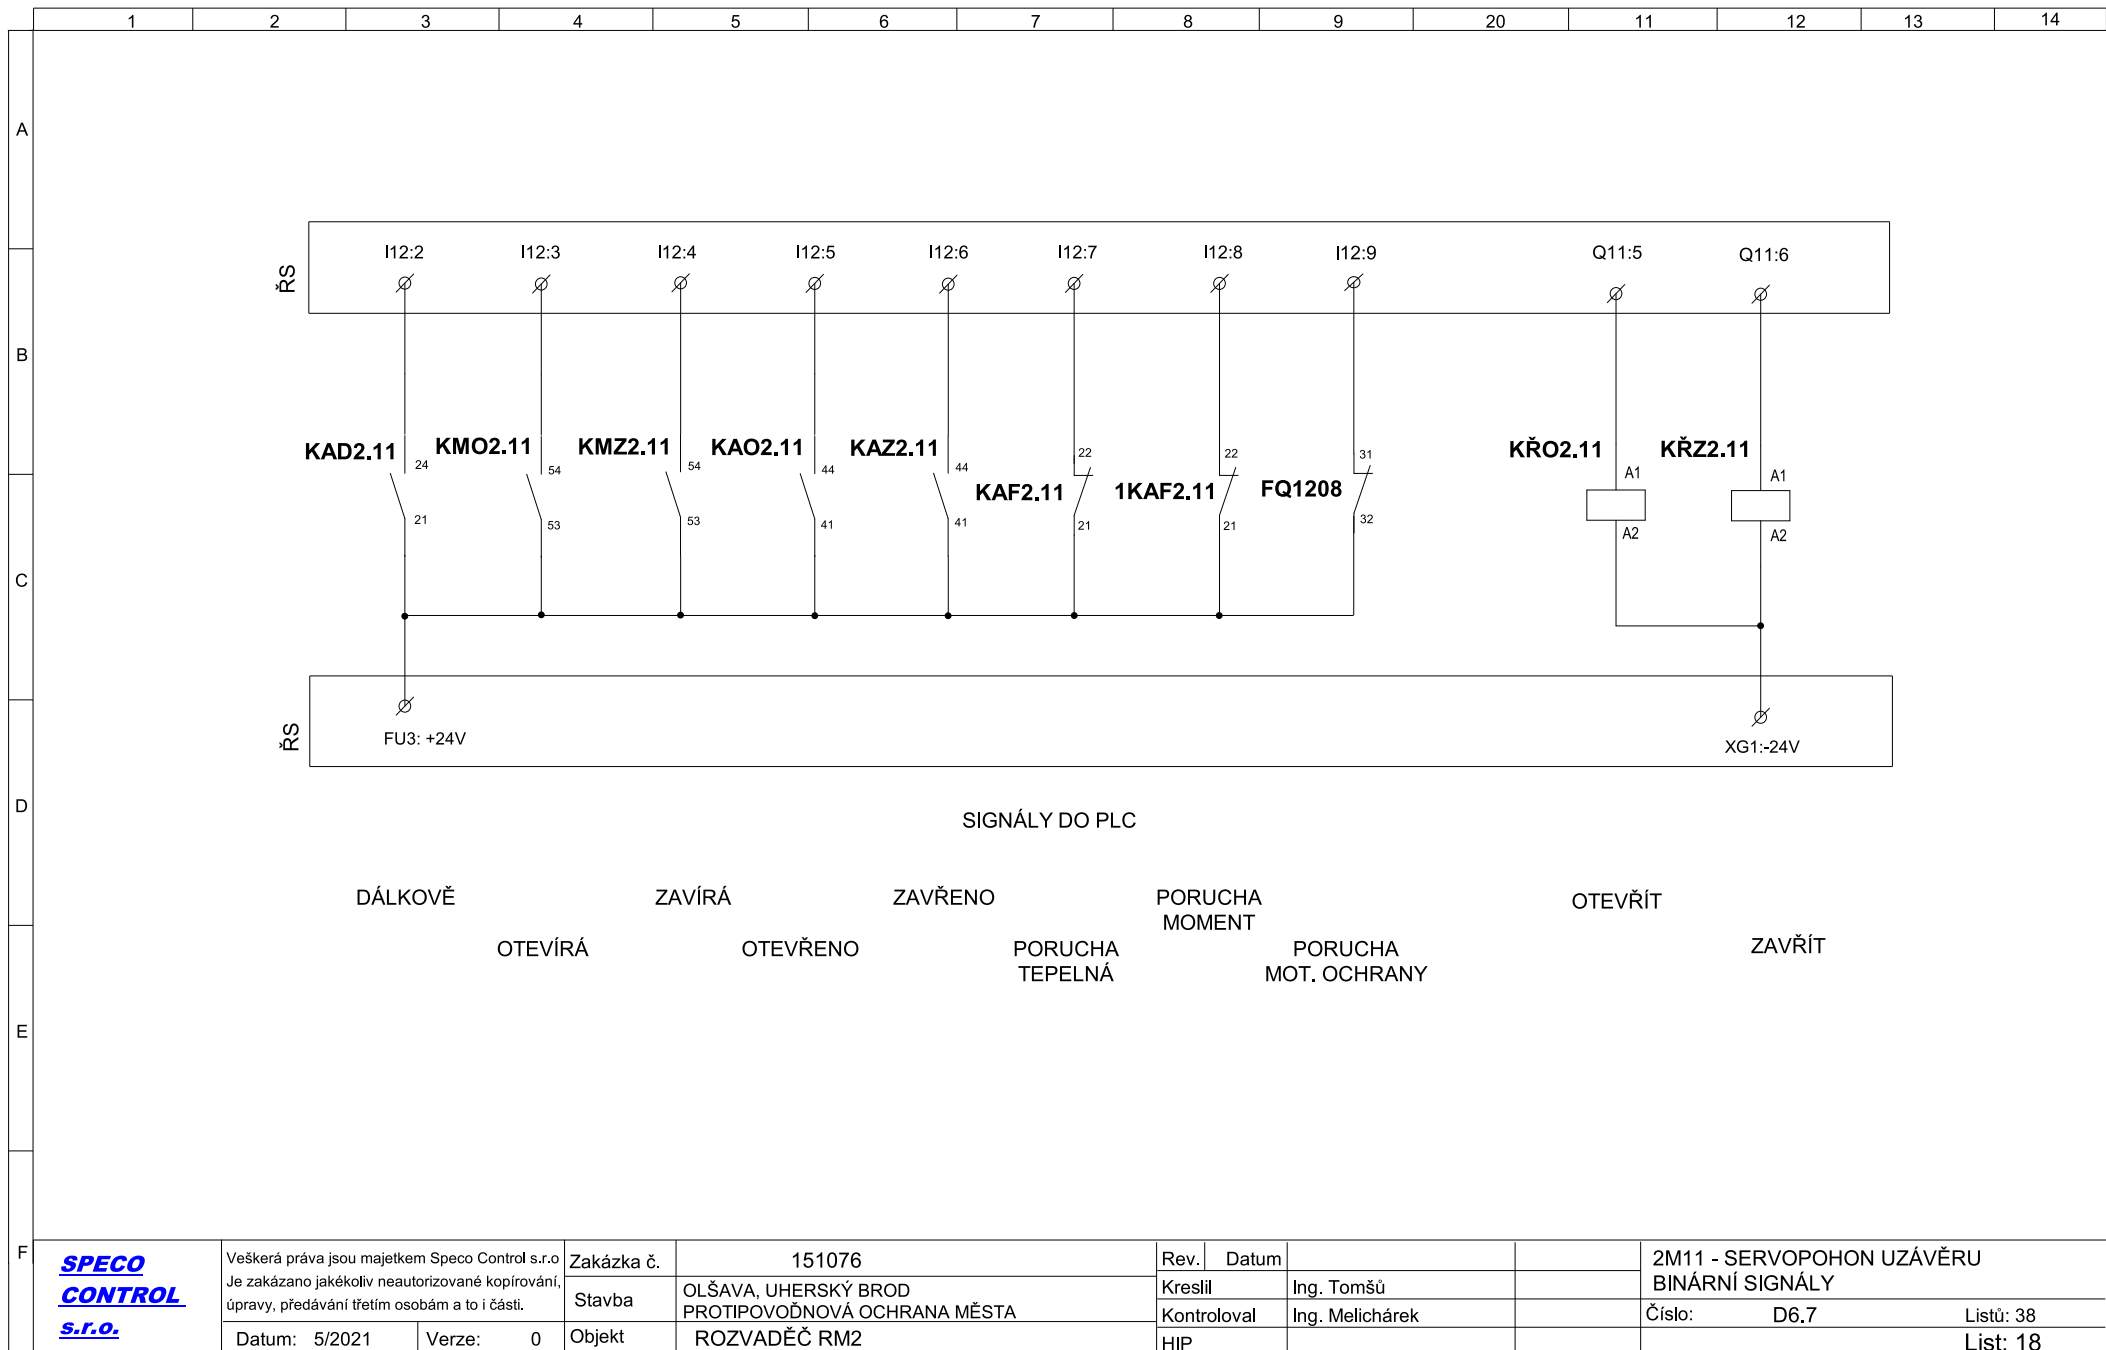 1 2 3 4 5 6 7 8 9 20 11 12 13 14
A
B
C
D
E
F
ŘS
I12:2 I12:3 I12:4 I12:5 I12:6 I12:7 I12:8 I12:9 Q11:5 Q11:6
KAD2.11 KMO2.11 KMZ2.11 KAO2.11 KAZ2.11 KAF2.11 1KAF2.11 FQ1208 KŘO2.11 KŘZ2.11
24 54 54 44 44 22 22 31 A1 A1
21 53 53 41 41 21 21 32 A2 A2
ŘS
FU3: +24V
XG1:-24V
SIGNÁLY DO PLC
DÁLKOVĚ
OTEVÍRÁ
ZAVÍRÁ
OTEVŘENO
ZAVŘENO
PORUCHA
TEPELNÁ
PORUCHA
MOMENT
PORUCHA
MOT. OCHRANY
OTEVŘÍT
ZAVŘÍT
SPECO
CONTROL
s.r.o.
Veškerá práva jsou majetkem Speco Control s.r.o
Je zakázano jakékoliv neautorizované kopírování,
úpravy, předávání třetím osobám a to i části.
Datum: 5/2021 Verze: 0
Zakázka č. 151076
Stavba OLŠAVA, UHERSKÝ BROD
PROTIPOVOĎNOVÁ OCHRANA MĚSTA
Objekt ROZVADĚČ RM2
Rev. Datum
Kreslil Ing. Tomšů
Kontroloval Ing. Melichárek
HIP
2M11 - SERVOPOHON UZÁVĚRU
BINÁRNÍ SIGNÁLY
Číslo: D6.7 Listů: 38
List: 18